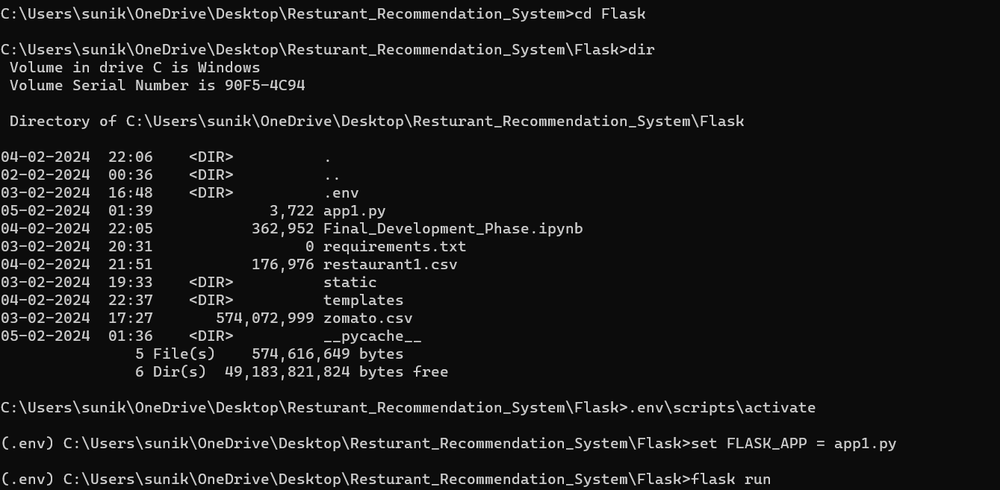 C:\Users\sunik\OneDrive\Desktop\Resturant_Recommendation_System>cd Flask
C:\Users\sunik\OneDrive\Desktop\Resturant_Recommendation_System\Flask>dir
 Volume in drive C is Windows
 Volume Serial Number is 90F5-4C94
 Directory of C:\Users\sunik\OneDrive\Desktop\Resturant_Recommendation_System\Flask
04-02-2024  22:06    <DIR>          .
02-02-2024  00:36    <DIR>          ..
03-02-2024  16:48    <DIR>          .env
05-02-2024  01:39             3,722 app1.py
04-02-2024  22:05           362,952 Final_Development_Phase.ipynb
03-02-2024  20:31                 0 requirements.txt
04-02-2024  21:51           176,976 restaurant1.csv
03-02-2024  19:33    <DIR>          static
04-02-2024  22:37    <DIR>          templates
03-02-2024  17:27       574,072,999 zomato.csv
05-02-2024  01:36    <DIR>          __pycache__
               5 File(s)    574,616,649 bytes
               6 Dir(s)  49,183,821,824 bytes free
C:\Users\sunik\OneDrive\Desktop\Resturant_Recommendation_System\Flask>.env\scripts\activate
(.env) C:\Users\sunik\OneDrive\Desktop\Resturant_Recommendation_System\Flask>set FLASK_APP = app1.py
(.env) C:\Users\sunik\OneDrive\Desktop\Resturant_Recommendation_System\Flask>flask run